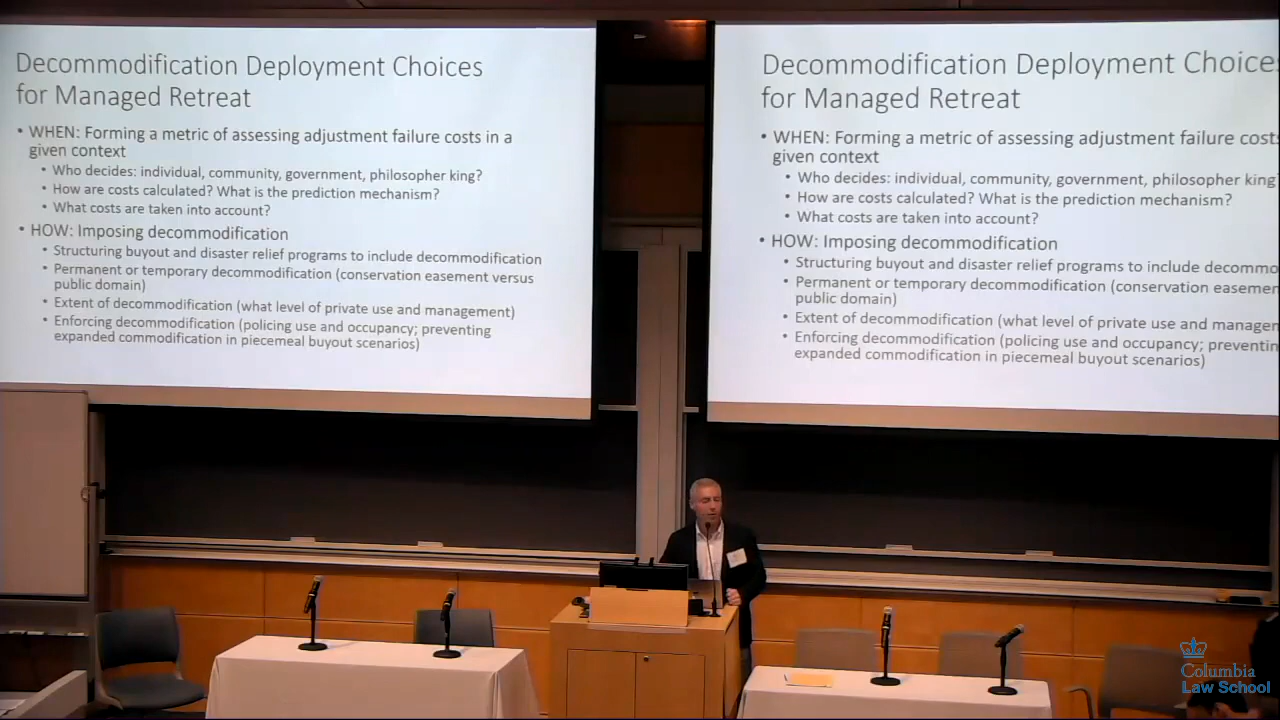 Decommodification Deployment Choices
for Managed Retreat
• WHEN: Forming a metric of assessing adjustment failure costs in a
given context
• Who decides: individual, community, government, philosopher king?
• How are costs calculated? What is the prediction mechanism?
• What costs are taken into account?
• HOW: Imposing decommodification
• Structuring buyout and disaster relief programs to include decommodification
• Permanent or temporary decommodification (conservation easement versus
public domain)
• Extent of decommodification (what level of private use and management)
• Enforcing decommodification (policing use and occupancy; preventing
expanded commodification in piecemeal buyout scenarios)
Decommodification Deployment Choices
for Managed Retreat
• WHEN: Forming a metric of assessing adjustment failure cost
given context
• Who decides: individual, community, government, philosopher king
• How are costs calculated? What is the prediction mechanism?
• What costs are taken into account?
• HOW: Imposing decommodification
• Structuring buyout and disaster relief programs to include decommo
• Permanent or temporary decommodification (conservation easemen
public domain)
• Extent of decommodification (what level of private use and managem
• Enforcing decommodification (policing use and occupancy; preventin
expanded commodification in piecemeal buyout scenarios)
Columbia
Law School